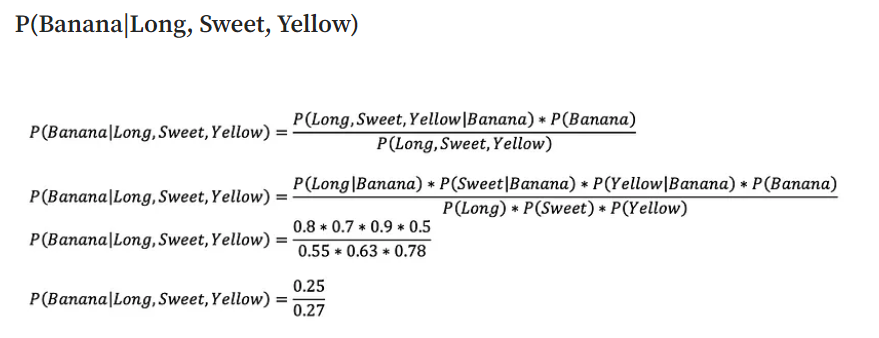 P(Banana|Long, Sweet, Yellow)
P(Banana|Long, Sweet, Yellow) = P(Long, Sweet, Yellow|Banana) * P(Banana) / P(Long, Sweet, Yellow)
P(Banana|Long, Sweet, Yellow) = P(Long|Banana) * P(Sweet|Banana) * P(Yellow|Banana) * P(Banana) / P(Long) * P(Sweet) * P(Yellow)
P(Banana|Long, Sweet, Yellow) = 0.8 * 0.7 * 0.9 * 0.5 / 0.55 * 0.63 * 0.78
P(Banana|Long, Sweet, Yellow) = 0.25 / 0.27